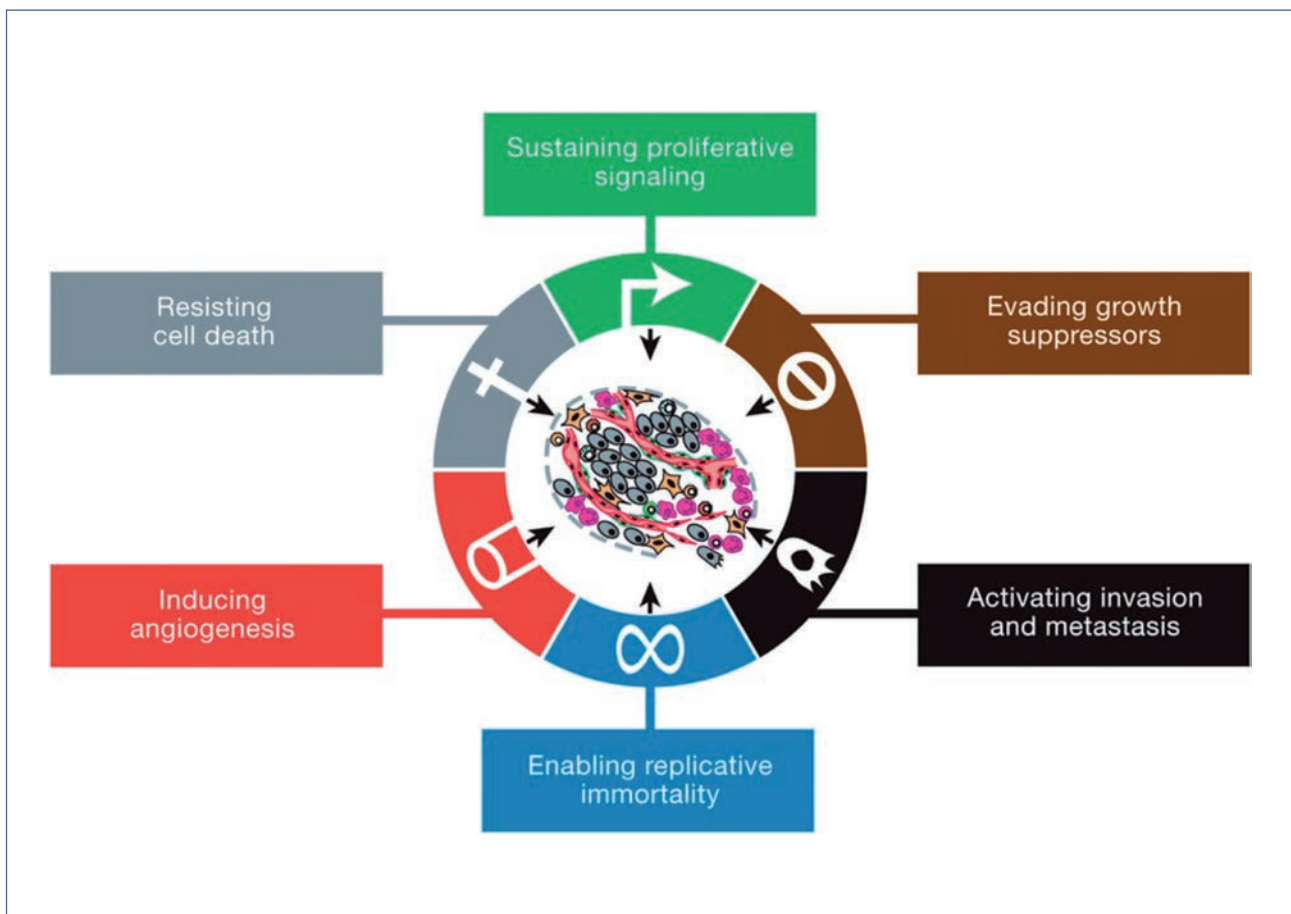 Sustaining proliferative
signaling
Resisting
cell death
Evading growth
suppressors
Inducing
angiogenesis
Activating invasion
and metastasis
Enabling replicative
immortality